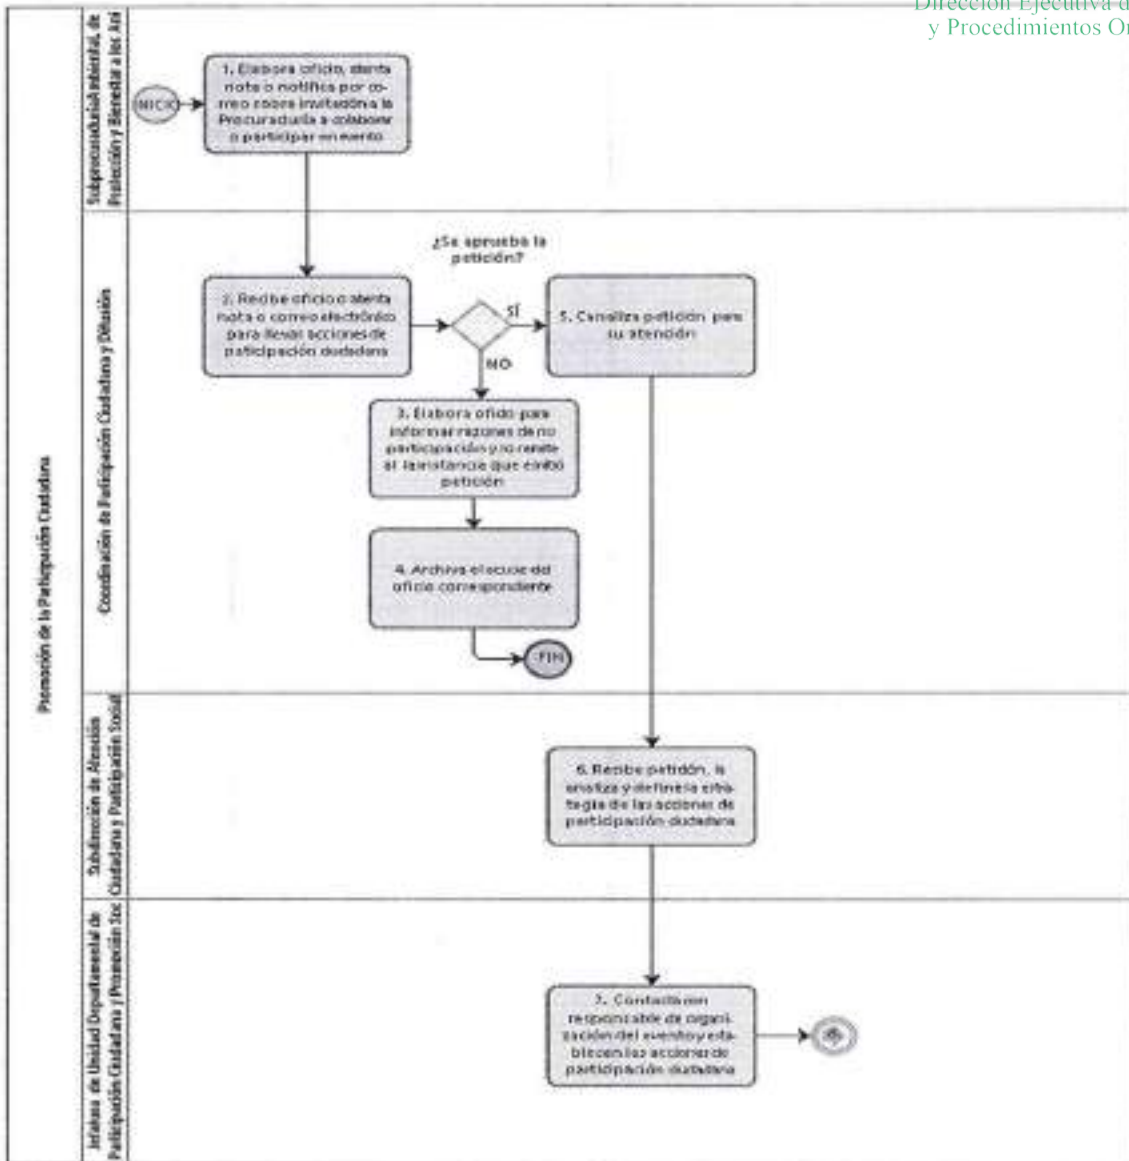 Dirección Ejecutiva d
y Procedimientos Or
Subprocuraduría Ambiental, de
Protección y Bienestar a los Ani
INICIO
1. Elabora oficio, atenta
nota o notifica por co-
rreo sobre invitación a la
Procuraduría a colaborar
o participar en evento
Promoción de la Participación Ciudadana
Coordinación de Participación Ciudadana y Difusión
¿Se aprueba la
petición?
2. Recibe oficio o atenta
nota o correo electrónico
para llevar acciones de
participación ciudadana
SÍ
NO
5. Canaliza petición para
su atención
3. Elabora oficio para
informar razones de no
participación y lo remite
a la instancia que emitió
petición
4. Archiva el acuse del
oficio correspondiente
FIN
Subdirección de Atención
Ciudadana y Participación Social
6. Recibe petición, la
analiza y define la estra-
tegia de las acciones de
participación ciudadana
Jefatura de Unidad Departamental de
Participación Ciudadana y Promoción Soc
7. Contacta con
responsable de organi-
zación del evento y esta-
blecen las acciones de
participación ciudadana